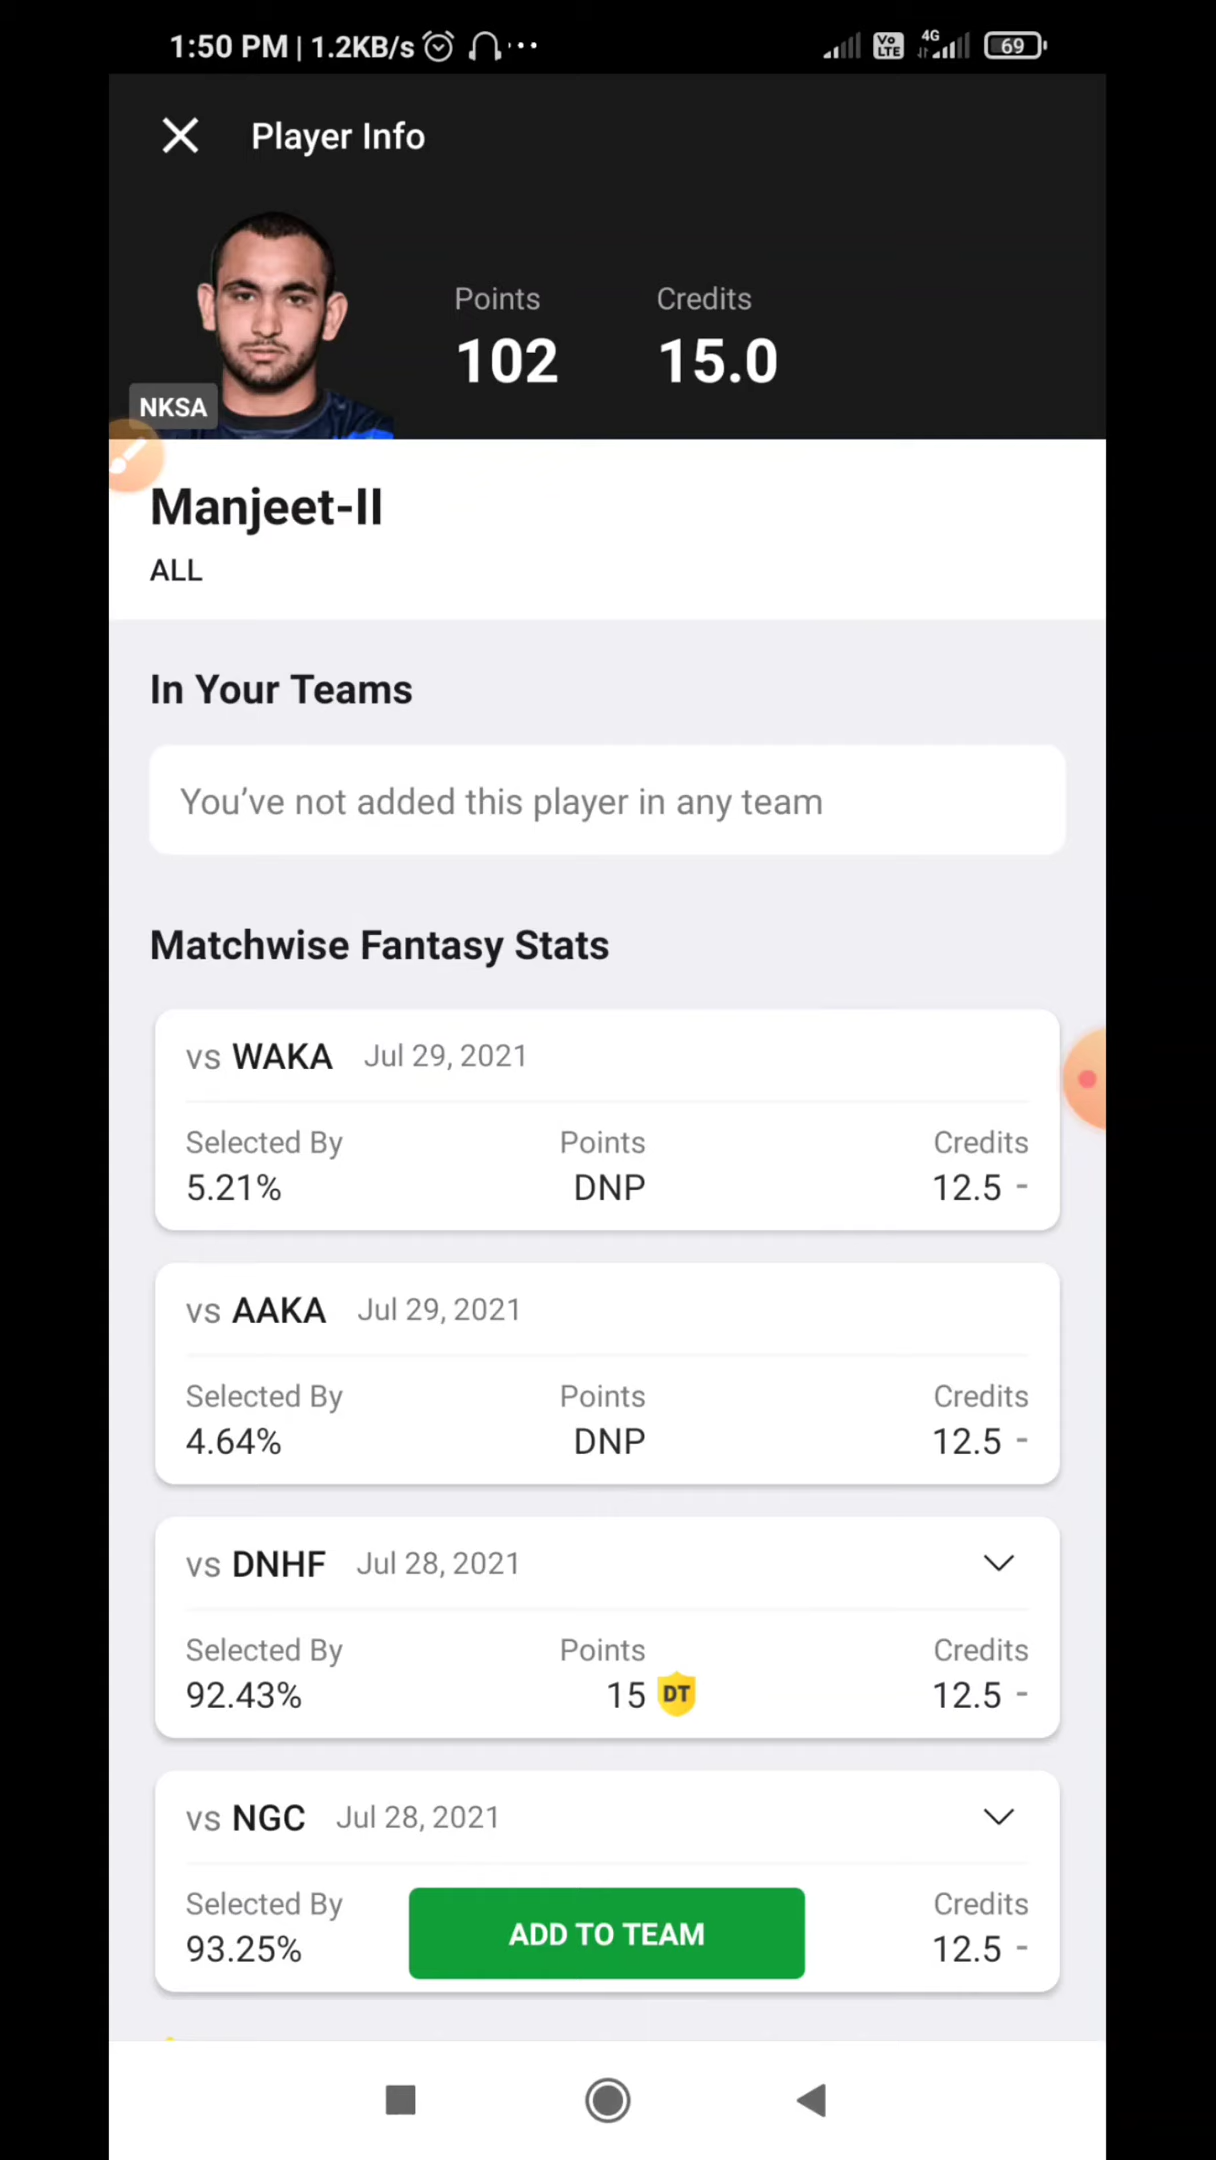 1:50 PM | 1.2KB/s ... Vo LTE 4G 69
Player Info
Points Credits
102 15.0
NKSA
Manjeet-II
ALL
In Your Teams
You’ve not added this player in any team
Matchwise Fantasy Stats
vs WAKA Jul 29, 2021
Selected By Points Credits
5.21% DNP 12.5 -
vs AAKA Jul 29, 2021
Selected By Points Credits
4.64% DNP 12.5 -
vs DNHF Jul 28, 2021
Selected By Points Credits
92.43% 15 DT 12.5 -
vs NGC Jul 28, 2021
Selected By Credits
93.25% ADD TO TEAM 12.5 -